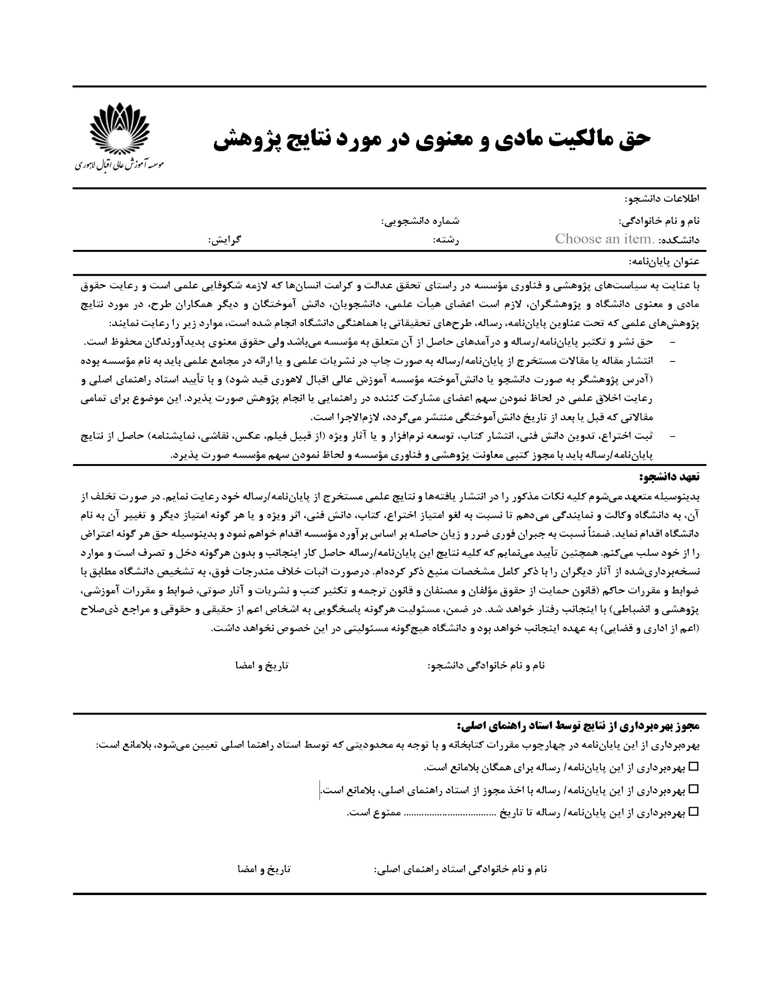 حق مالکیت مادی و معنوی در مورد نتایج پژوهش
موسسه آموزش عالی اقبال لاهوری
اطلاعات دانشجو:
نام و نام خانوادگی: شماره دانشجویی:
دانشکده: Choose an item. رشته: گرایش:
عنوان پایان‌نامه:
با عنایت به سیاست‌های پژوهشی و فناوری مؤسسه در راستای تحقق عدالت و کرامت انسان‌ها که لازمه شکوفایی علمی است و رعایت حقوق
مادی و معنوی دانشگاه و پژوهشگران، لازم است اعضای هیأت علمی، دانشجویان، دانش آموختگان و دیگر همکاران طرح، در مورد نتایج
پژوهش‌های علمی که تحت عناوین پایان‌نامه، رساله، طرح‌های تحقیقاتی با هماهنگی دانشگاه انجام شده است، موارد زیر را رعایت نمایند:
- حق نشر و تکثیر پایان‌نامه/رساله و درآمدهای حاصل از آن متعلق به مؤسسه می‌باشد ولی حقوق معنوی پدیدآورندگان محفوظ است.
- انتشار مقاله یا مقالات مستخرج از پایان‌نامه/رساله به صورت چاپ در نشریات علمی و یا ارائه در مجامع علمی باید به نام مؤسسه بوده
(آدرس پژوهشگر به صورت دانشجو یا دانش‌آموخته مؤسسه آموزش عالی اقبال لاهوری قید شود) و با تأیید استاد راهنمای اصلی و
رعایت اخلاق علمی در لحاظ نمودن سهم اعضای مشارکت کننده در راهنمایی یا انجام پژوهش صورت پذیرد. این موضوع برای تمامی
مقالاتی که قبل یا بعد از تاریخ دانش‌آموختگی منتشر می‌گردد، لازم‌الاجرا است.
- ثبت اختراع، تدوین دانش فنی، انتشار کتاب، توسعه نرم‌افزار و یا آثار ویژه (از قبیل فیلم، عکس، نقاشی، نمایشنامه) حاصل از نتایج
پایان‌نامه/رساله باید با مجوز کتبی معاونت پژوهشی و فناوری مؤسسه و لحاظ نمودن سهم مؤسسه صورت پذیرد.
تعهد دانشجو:
بدینوسیله متعهد می‌شوم کلیه نکات مذکور را در انتشار یافته‌ها و نتایج علمی مستخرج از پایان‌نامه/رساله خود رعایت نمایم. در صورت تخلف از
آن، به دانشگاه وکالت و نمایندگی می‌دهم تا نسبت به لغو امتیاز اختراع، کتاب، دانش فنی، اثر ویژه و یا هر گونه امتیاز دیگر و تغییر آن به نام
دانشگاه اقدام نماید. ضمناً نسبت به جبران فوری ضرر و زیان حاصله بر اساس برآورد مؤسسه اقدام خواهم نمود و بدینوسیله حق هر گونه اعتراض
را از خود سلب می‌کنم. همچنین تأیید می‌نمایم که کلیه نتایج این پایان‌نامه/رساله حاصل کار اینجانب و بدون هرگونه دخل و تصرف است و موارد
نسخه‌برداری‌شده از آثار دیگران را با ذکر کامل مشخصات منبع ذکر کرده‌ام. درصورت اثبات خلاف مندرجات فوق، به تشخیص دانشگاه مطابق با
ضوابط و مقررات حاکم (قانون حمایت از حقوق مؤلفان و مصنفان و قانون ترجمه و تکثیر کتب و نشریات و آثار صوتی، ضوابط و مقررات آموزشی،
پژوهشی و انضباطی) با اینجانب رفتار خواهد شد. در ضمن، مسئولیت هرگونه پاسخگویی به اشخاص اعم از حقیقی و حقوقی و مراجع ذی‌صلاح
(اعم از اداری و قضایی) به عهده اینجانب خواهد بود و دانشگاه هیچ‌گونه مسئولیتی در این خصوص نخواهد داشت.
نام و نام خانوادگی دانشجو: تاریخ و امضا
مجوز بهره‌برداری از نتایج توسط استاد راهنمای اصلی:
بهره‌برداری از این پایان‌نامه در چهارچوب مقررات کتابخانه و با توجه به محدودیتی که توسط استاد راهنما اصلی تعیین می‌شود، بلامانع است:
☐ بهره‌برداری از این پایان‌نامه/ رساله برای همگان بلامانع است.
☐ بهره‌برداری از این پایان‌نامه/ رساله با اخذ مجوز از استاد راهنمای اصلی، بلامانع است.
☐ بهره‌برداری از این پایان‌نامه/ رساله تا تاریخ .................................... ممنوع است.
نام و نام خانوادگی استاد راهنمای اصلی: تاریخ و امضا